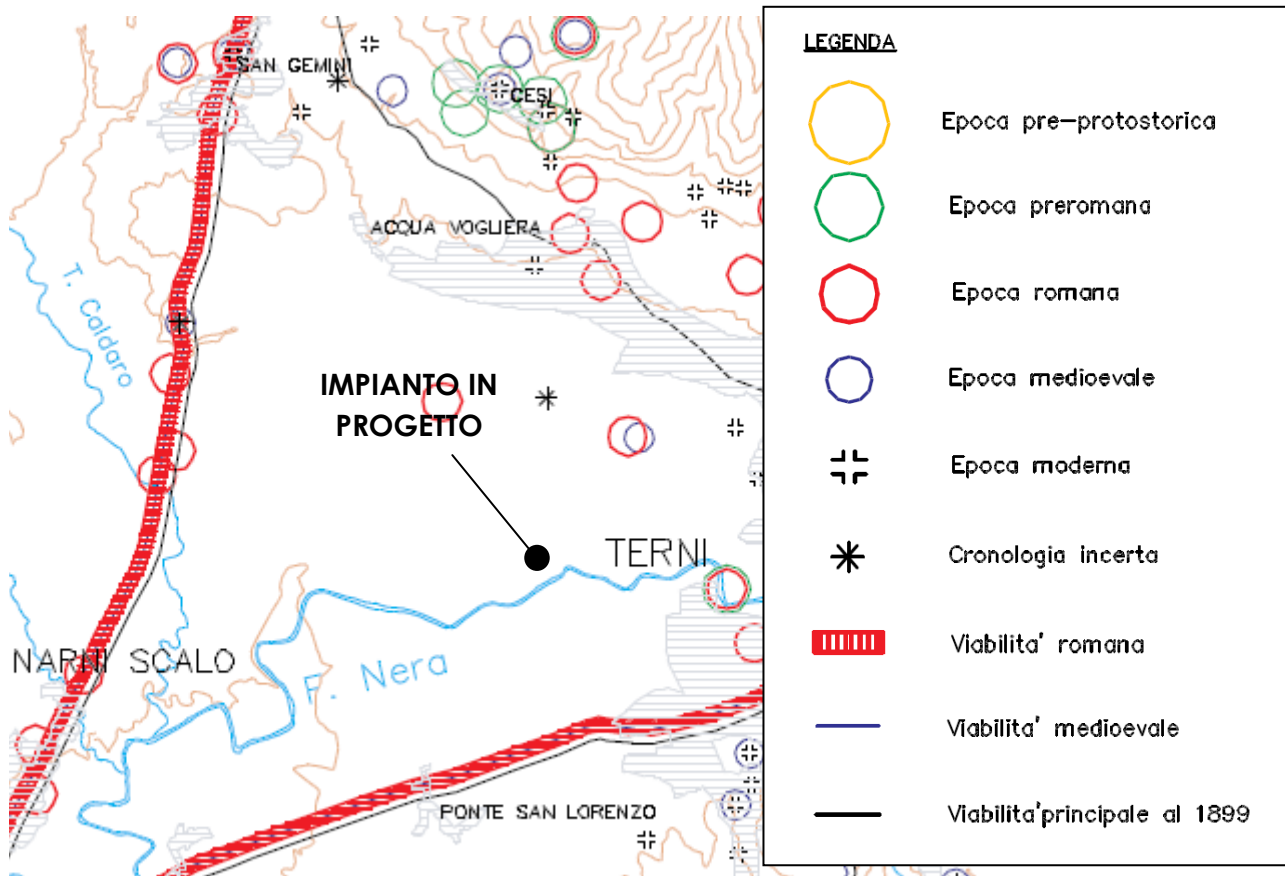 SAN GEMINI
CESI
ACQUA VOGLIERA
T. Caldaro
IMPIANTO IN
PROGETTO
TERNI
NARNI SCALO
F. Nera
PONTE SAN LORENZO
LEGENDA
Epoca pre-protostorica
Epoca preromana
Epoca romana
Epoca medioevale
Epoca moderna
Cronologia incerta
Viabilita' romana
Viabilita' medioevale
Viabilita'principale al 1899